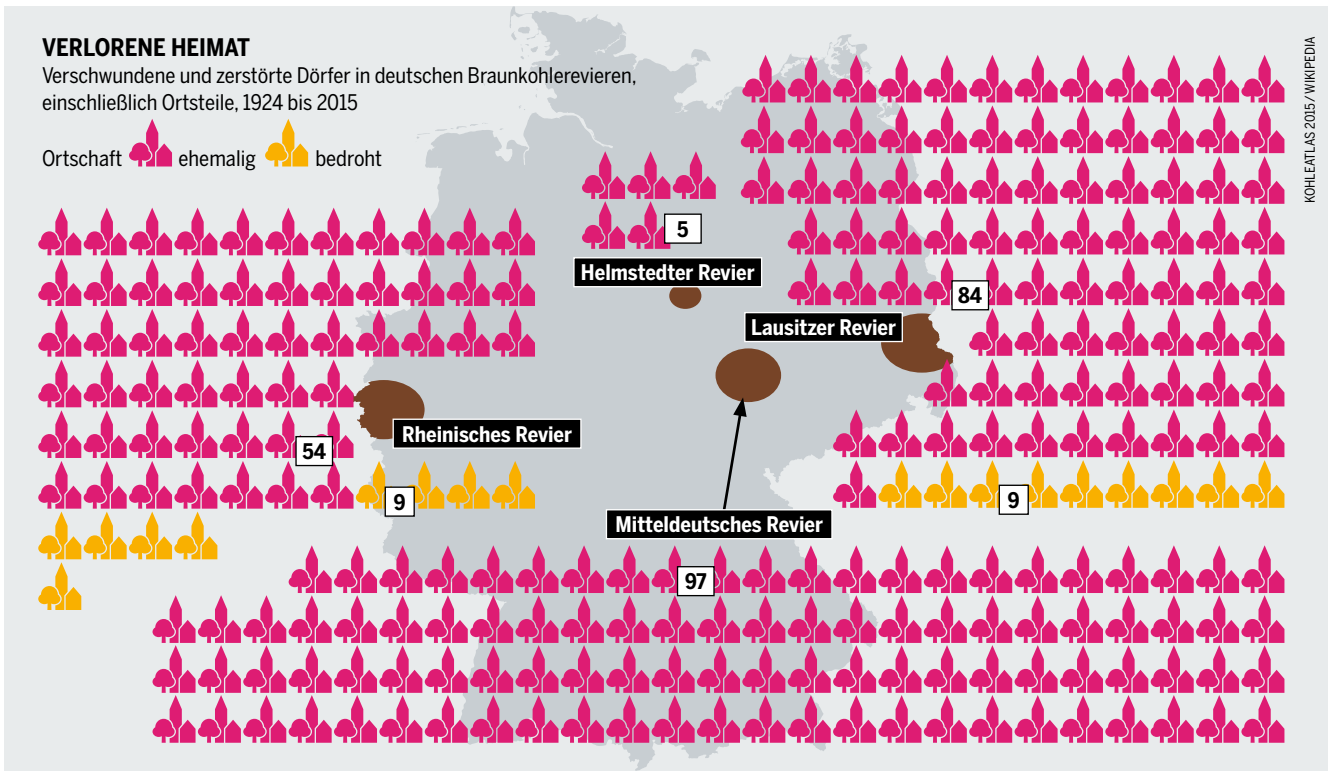 VERLORENE HEIMAT
Verschwundene und zerstörte Dörfer in deutschen Braunkohlerevieren,
einschließlich Ortsteile, 1924 bis 2015
Ortschaft ehemalig bedroht
KOHLEATLAS 2015 / WIKIPEDIA
5
Helmstedter Revier
84
Lausitzer Revier
Rheinisches Revier
54
9
9
Mitteldeutsches Revier
97